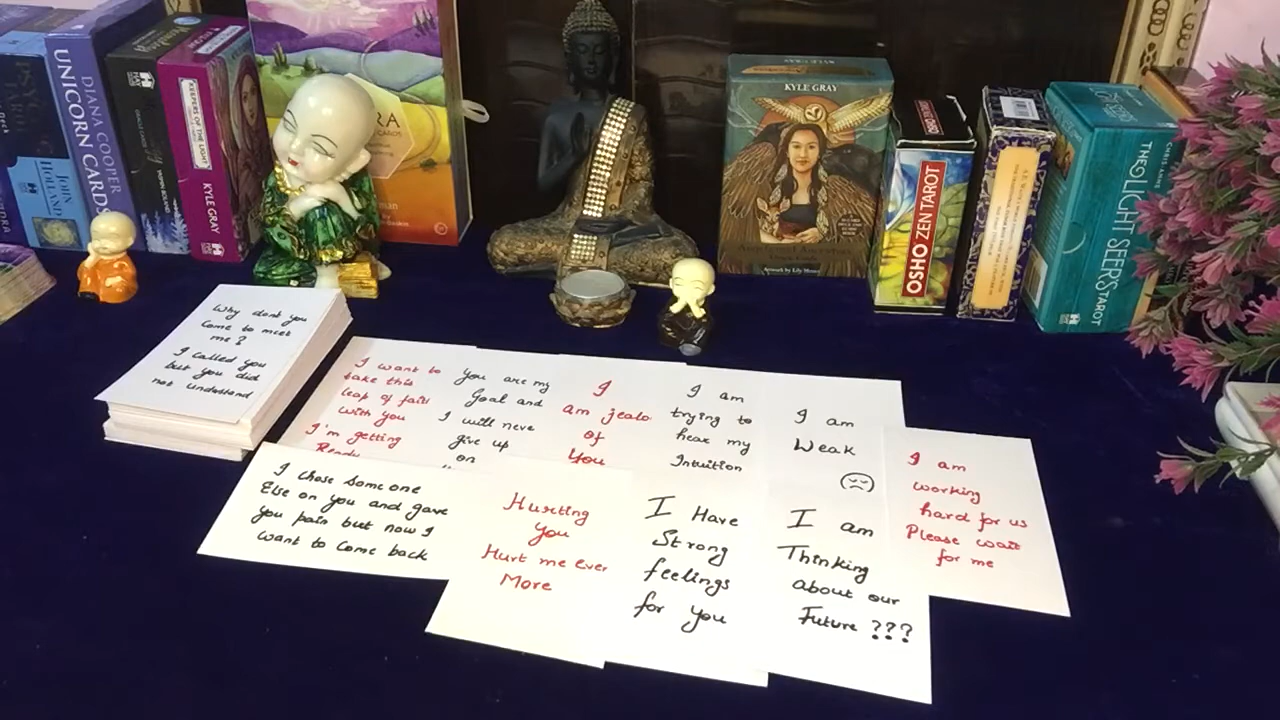 DIANA COOPER
UNICORN CARDS
JOHN
HOLLAND
KEEPERS OF THE LIGHT
KYLE GRAY
KYLE GRAY
OSHO ZEN TAROT
OSHO ZEN TAROT
THE LIGHT SEER'S TAROT
Why dont you
Come to meet
me?
I called you
but you did
not understand
I want to
take this
leap of fait
with you
I'm getting
Ready
You are my
Goal and
I will neve
give up
on
I
am jealo
of
You
I am
trying to
hear my
Intuition
I am
Weak
I am
working
hard for us
Please wait
for me
I chose Some one
Else on you and gave
you pain but now I
want to Come back
Hurting
You
Hurt me Ever
More
I Have
Strong
feelings
for You
I am
Thinking
about our
Future ???